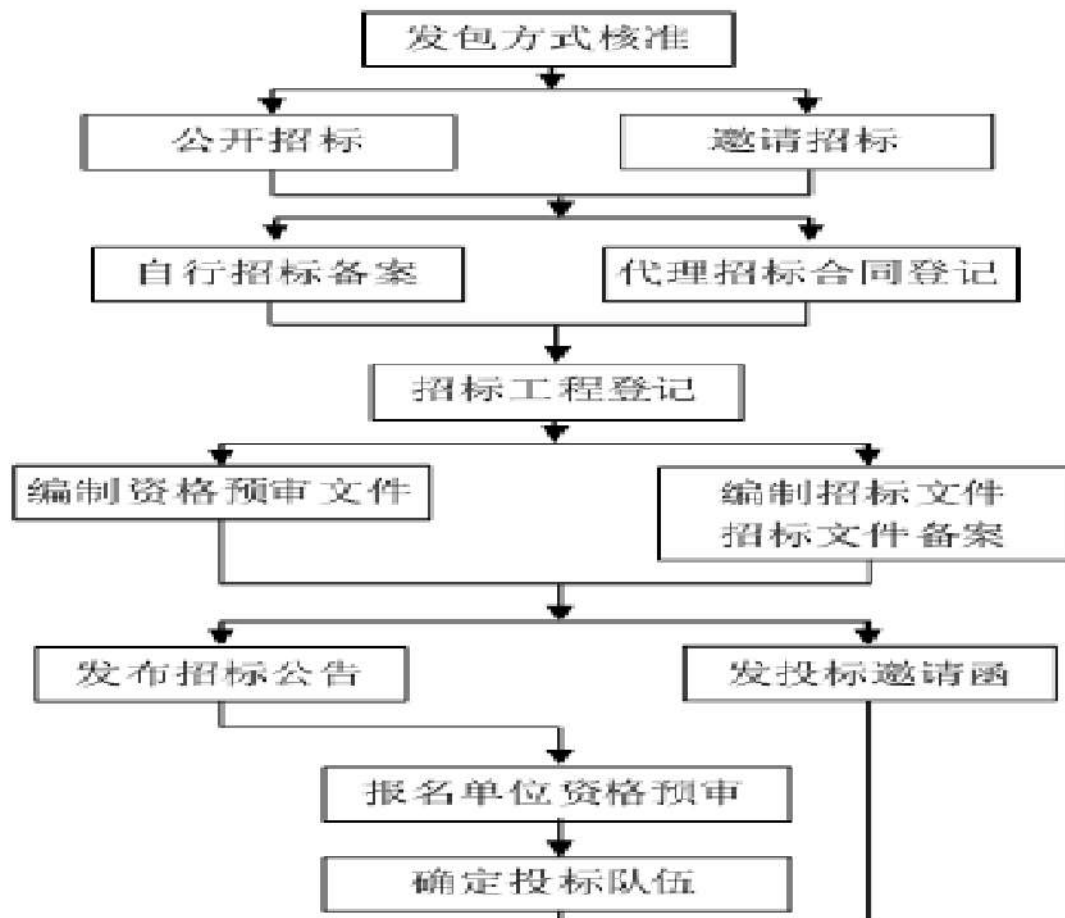 发包方式核准
公开招标
邀请招标
自行招标备案
代理招标合同登记
招标工程登记
编制资格预审文件
编制招标文件
招标文件备案
发布招标公告
发投标邀请函
报名单位资格预审
确定投标队伍